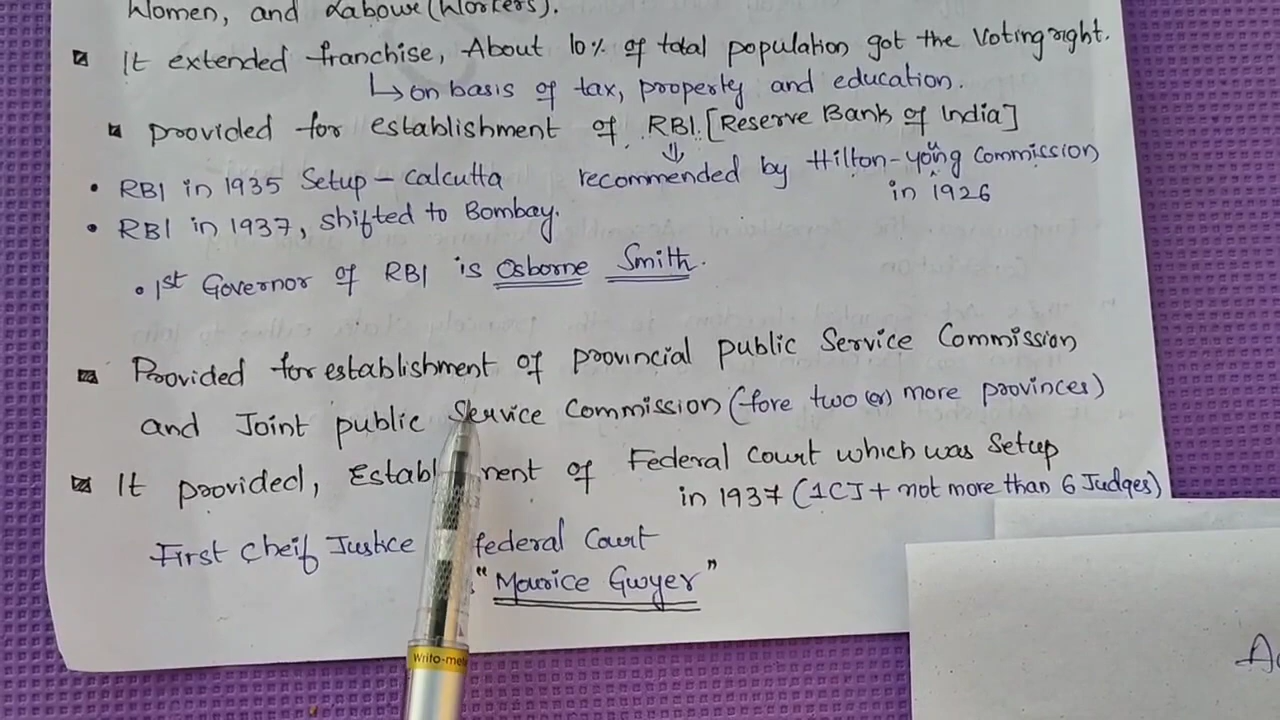 Women, and Labour (Workers).
It extended franchise, About 10% of total population got the Voting right.
↳ on basis of tax, property and education.
provided for establishment of RBI. [Reserve Bank of India]
⇓
recommended by Hilton-young Commission
in 1926
• RBI in 1935 Setup - Calcutta
• RBI in 1937, shifted to Bombay.
• 1st Governor of RBI is Osborne Smith.
Provided for establishment of provincial public Service Commission
and Joint public Service Commission (fore two (or) more provinces)
It provided, Establ ment of Federal Court which was Setup
in 1937 (1CJ + not more than 6 Judges)
First Cheif Justice federal Court
"Maurice Gwyer"
Writo-met
A